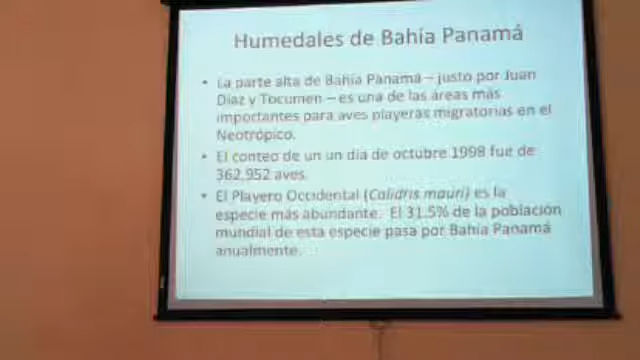 Humedales de Bahía Panamá
• La parte alta de Bahía Panamá – justo por Juan
Díaz y Tocumen – es una de las áreas más
importantes para aves playeras migratorias en el
Neotrópico.
• El conteo de un un día de octubre 1998 fue de
362,952 aves.
• El Playero Occidental (Calidris mauri) es la
especie más abundante. El 31.5% de la población
mundial de esta especie pasa por Bahía Panamá
anualmente.